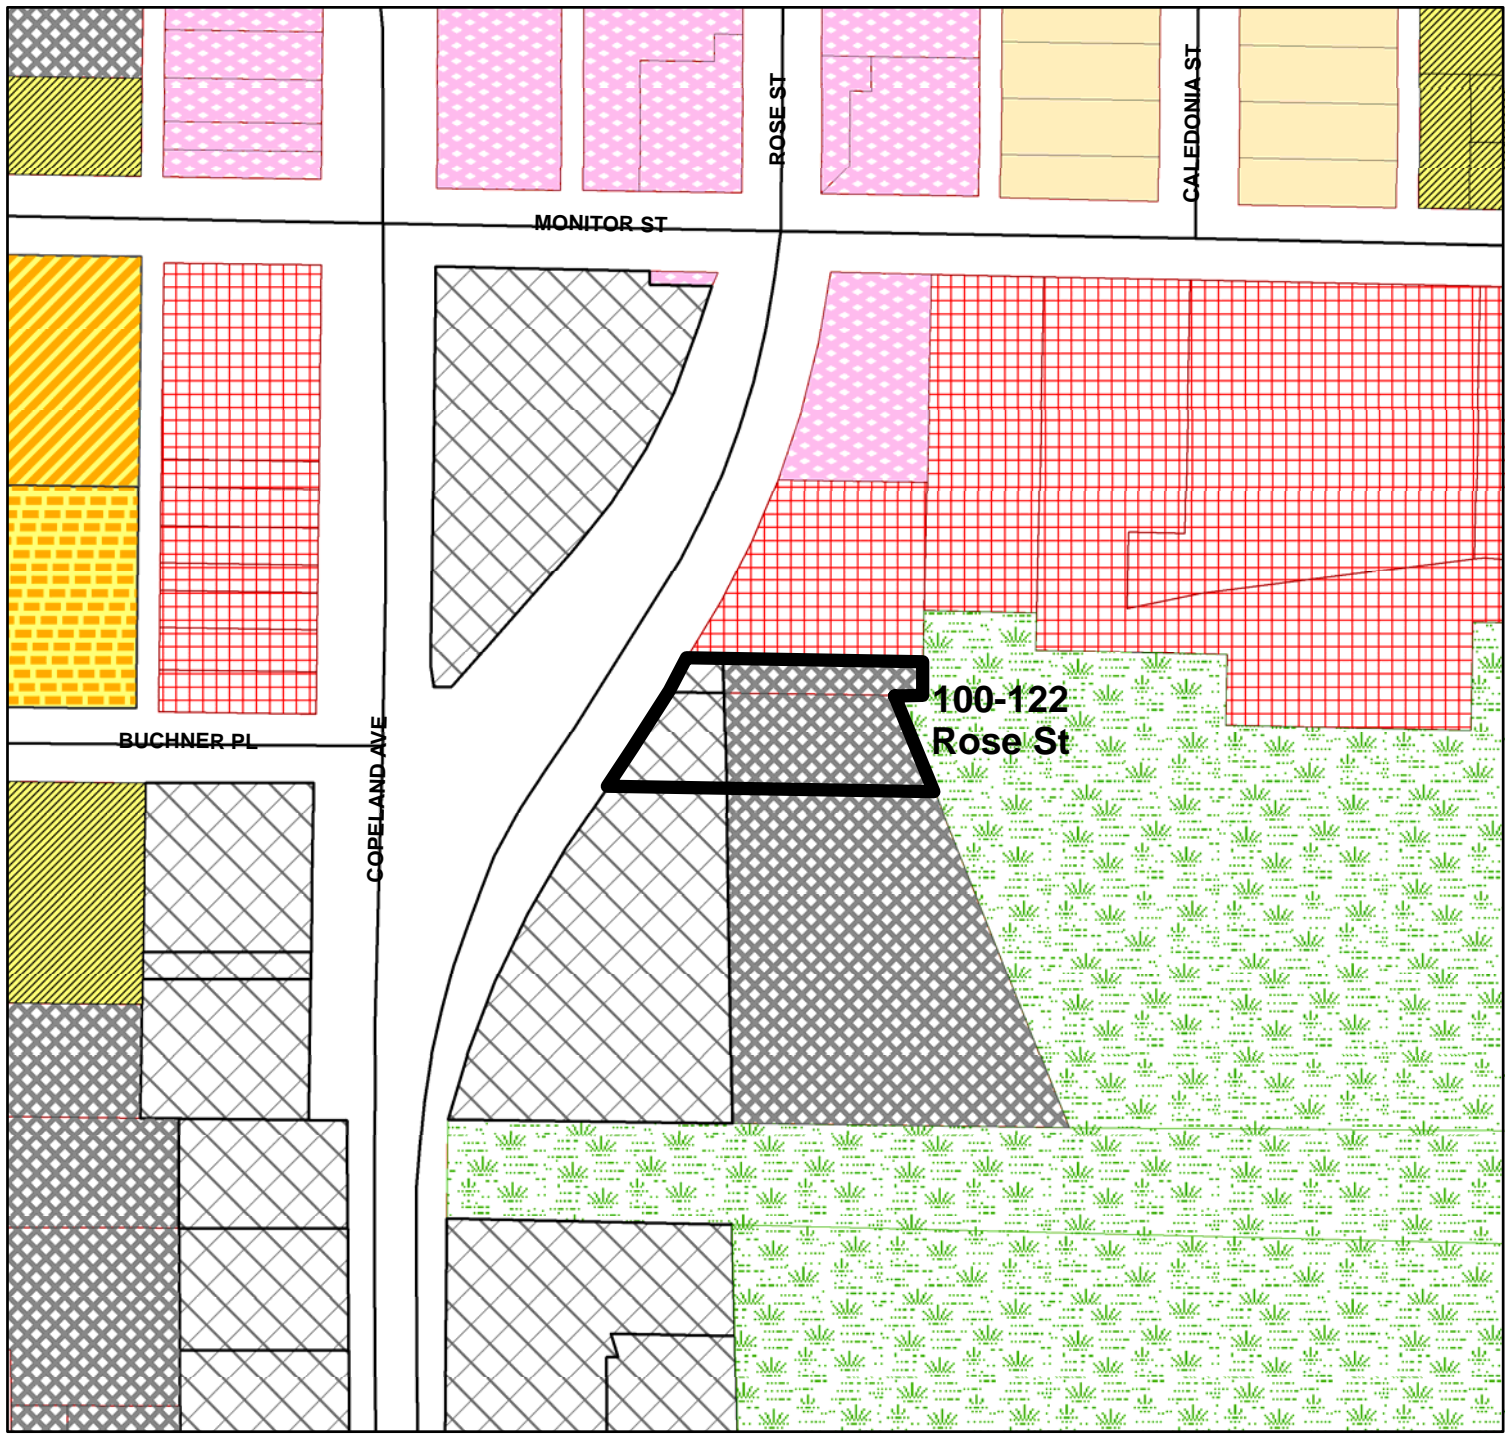 ROSE ST
CALEDONIA ST
MONITOR ST
100-122
Rose St
BUCHNER PL
COPELAND AVE